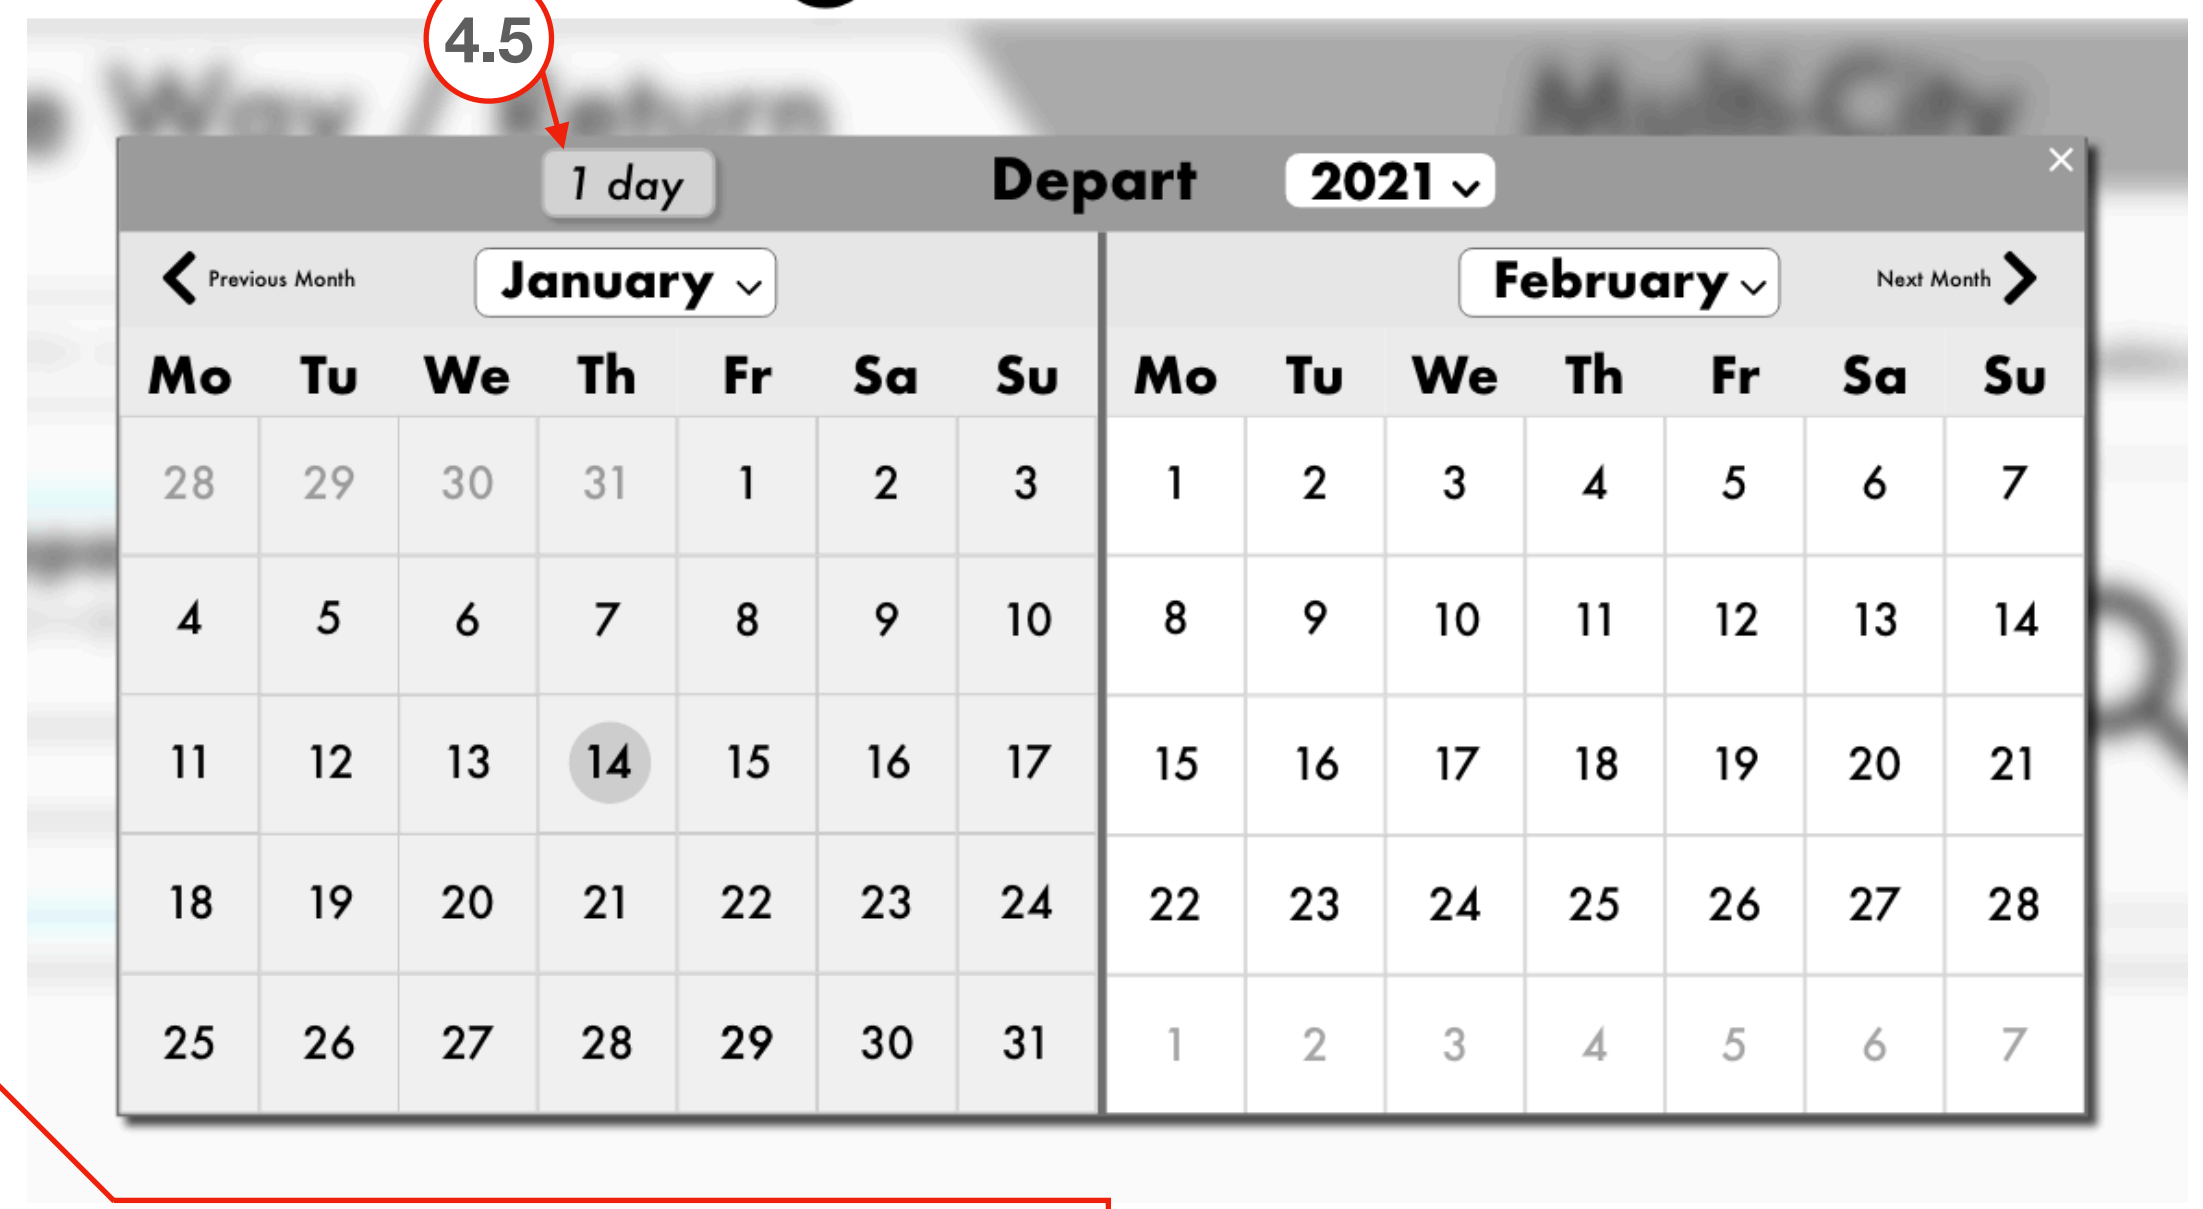 4.5
e Way / Return
Multi-City
1 day Depart 2021
Previous Month January
Mo Tu We Th Fr Sa Su
28 29 30 31 1 2 3
4 5 6 7 8 9 10
11 12 13 14 15 16 17
18 19 20 21 22 23 24
25 26 27 28 29 30 31
February Next Month
Mo Tu We Th Fr Sa Su
1 2 3 4 5 6 7
8 9 10 11 12 13 14
15 16 17 18 19 20 21
22 23 24 25 26 27 28
1 2 3 4 5 6 7